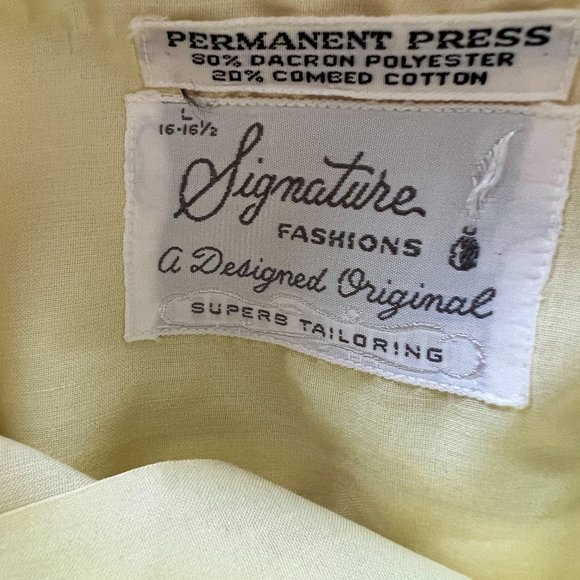 PERMANENT PRESS
80% DACRON POLYESTER
20% COMBED COTTON
L
16-16½
Signature
FASHIONS
A Designed Original
SUPERB TAILORING